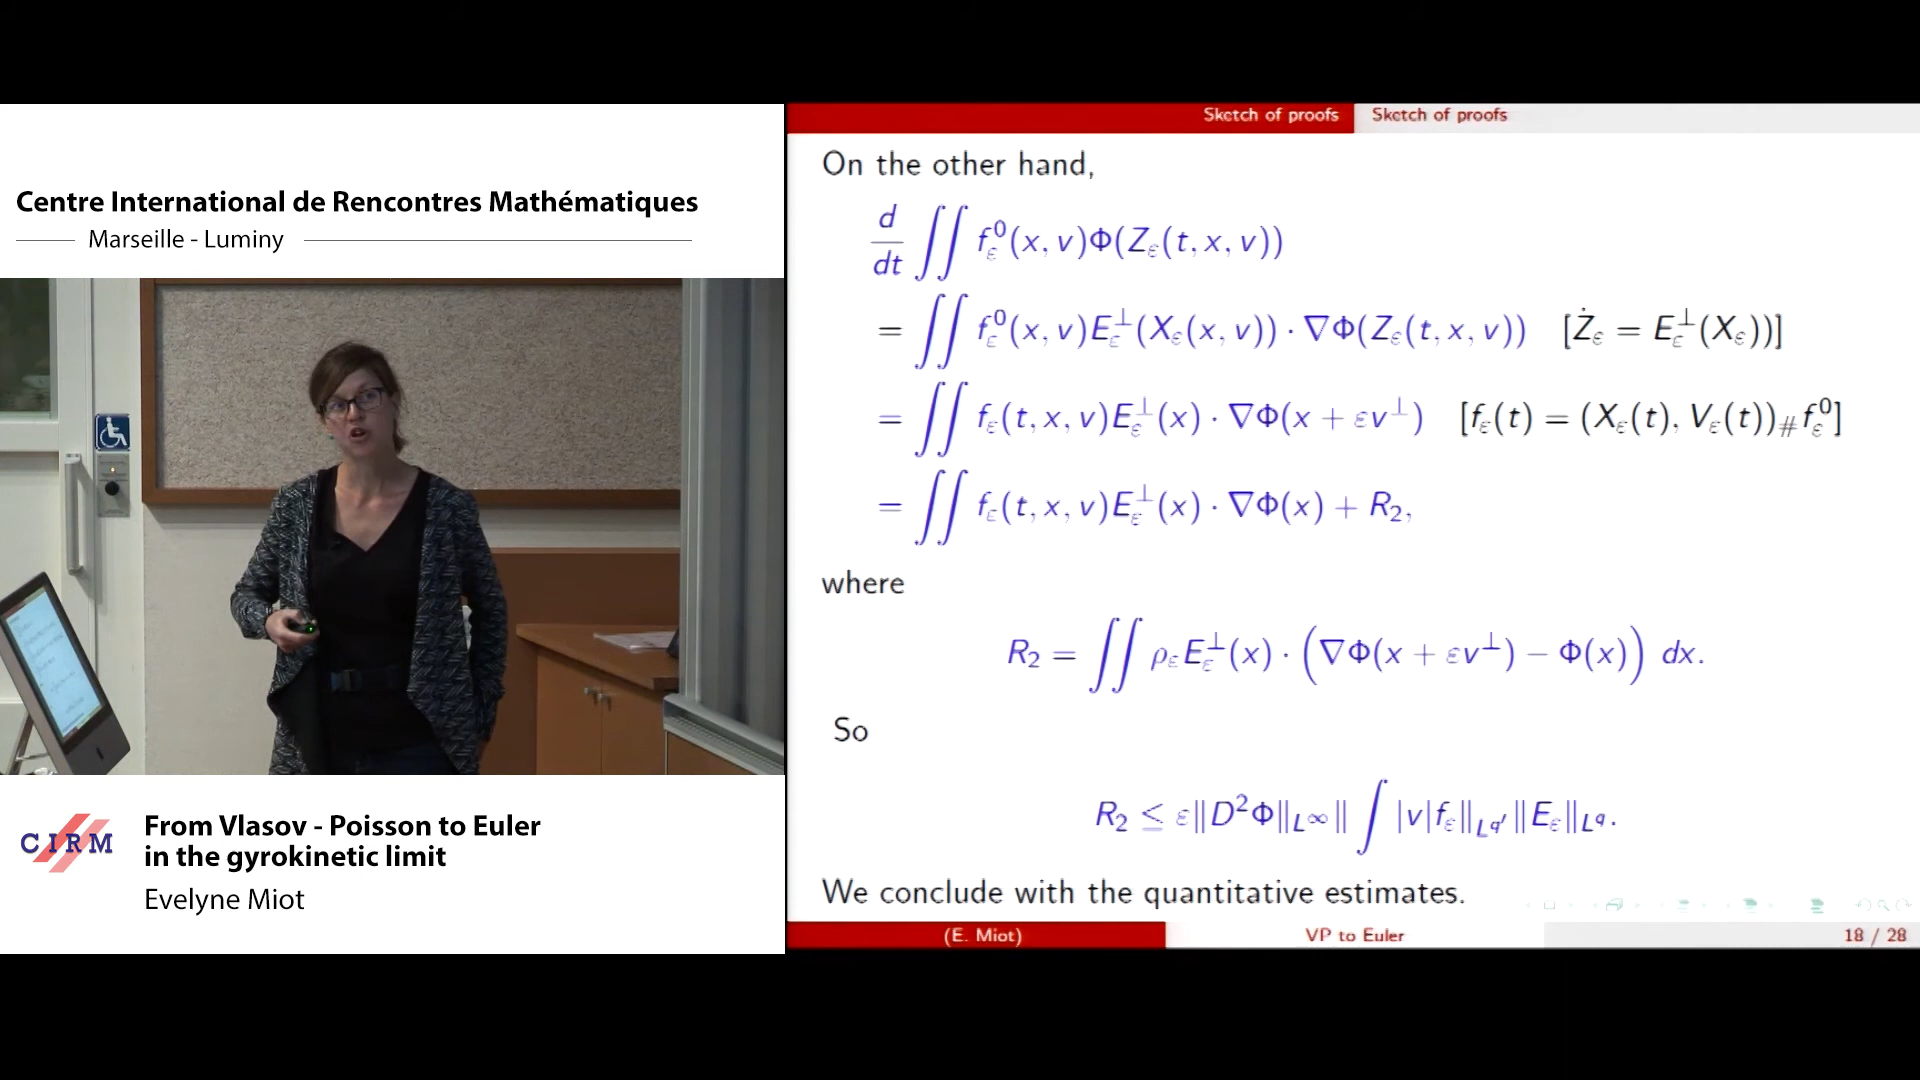 Centre International de Rencontres Mathématiques
Marseille - Luminy
CIRM
From Vlasov - Poisson to Euler
in the gyrokinetic limit
Evelyne Miot
Sketch of proofs
Sketch of proofs
On the other hand,
d/dt ∬ f_ε^0(x, v)Φ(Z_ε(t, x, v))
= ∬ f_ε^0(x, v)E_ε^⊥(X_ε(x, v)) · ∇Φ(Z_ε(t, x, v)) [Ż_ε = E_ε^⊥(X_ε))]
= ∬ f_ε(t, x, v)E_ε^⊥(x) · ∇Φ(x + εv^⊥) [f_ε(t) = (X_ε(t), V_ε(t))_# f_ε^0]
= ∬ f_ε(t, x, v)E_ε^⊥(x) · ∇Φ(x) + R_2,
where
R_2 = ∬ ρ_ε E_ε^⊥(x) · (∇Φ(x + εv^⊥) − Φ(x)) dx.
So
R_2 ≤ ε‖D^2Φ‖_{L^∞}‖ ∫ |v|f_ε‖_{L^{q'}}‖E_ε‖_{L^q}.
We conclude with the quantitative estimates.
(E. Miot)
VP to Euler
18 / 28